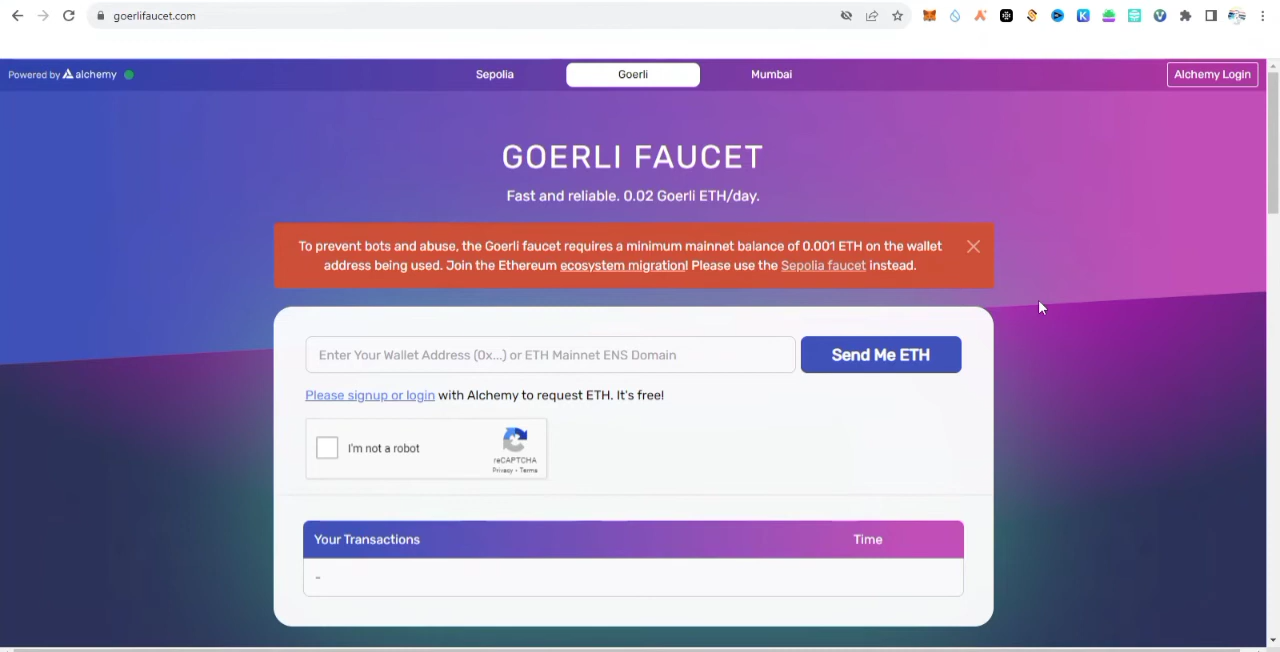 goerlifaucet.com
Powered by alchemy
Sepolia
Goerli
Mumbai
Alchemy Login
GOERLI FAUCET
Fast and reliable. 0.02 Goerli ETH/day.
To prevent bots and abuse, the Goerli faucet requires a minimum mainnet balance of 0.001 ETH on the wallet
address being used. Join the Ethereum ecosystem migration! Please use the Sepolia faucet instead.
Enter Your Wallet Address (0x...) or ETH Mainnet ENS Domain
Send Me ETH
Please signup or login with Alchemy to request ETH. It's free!
I'm not a robot
reCAPTCHA
Privacy - Terms
Your Transactions
Time
-